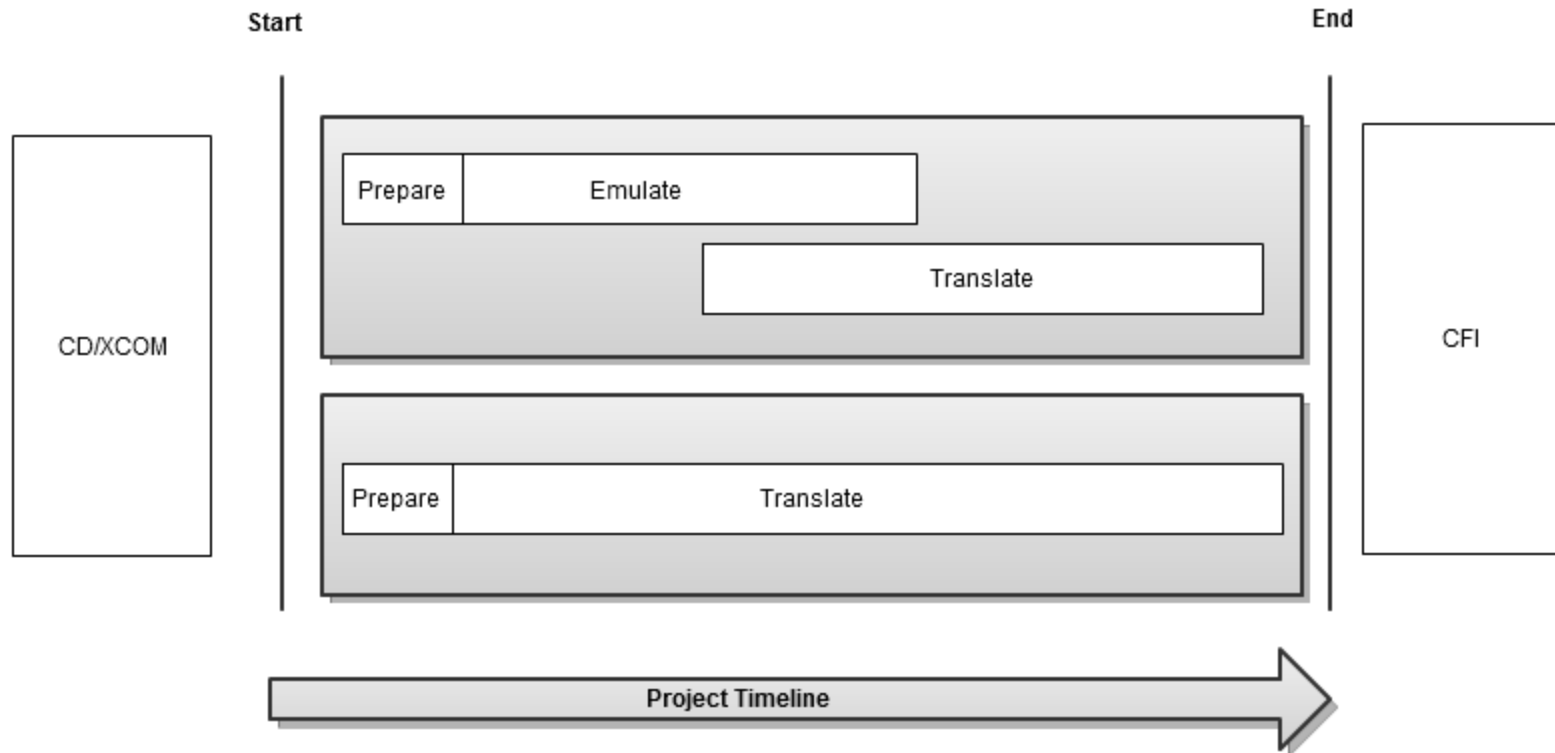 Start
End
Prepare
Emulate
Translate
CD/XCOM
CFI
Prepare
Translate
Project Timeline